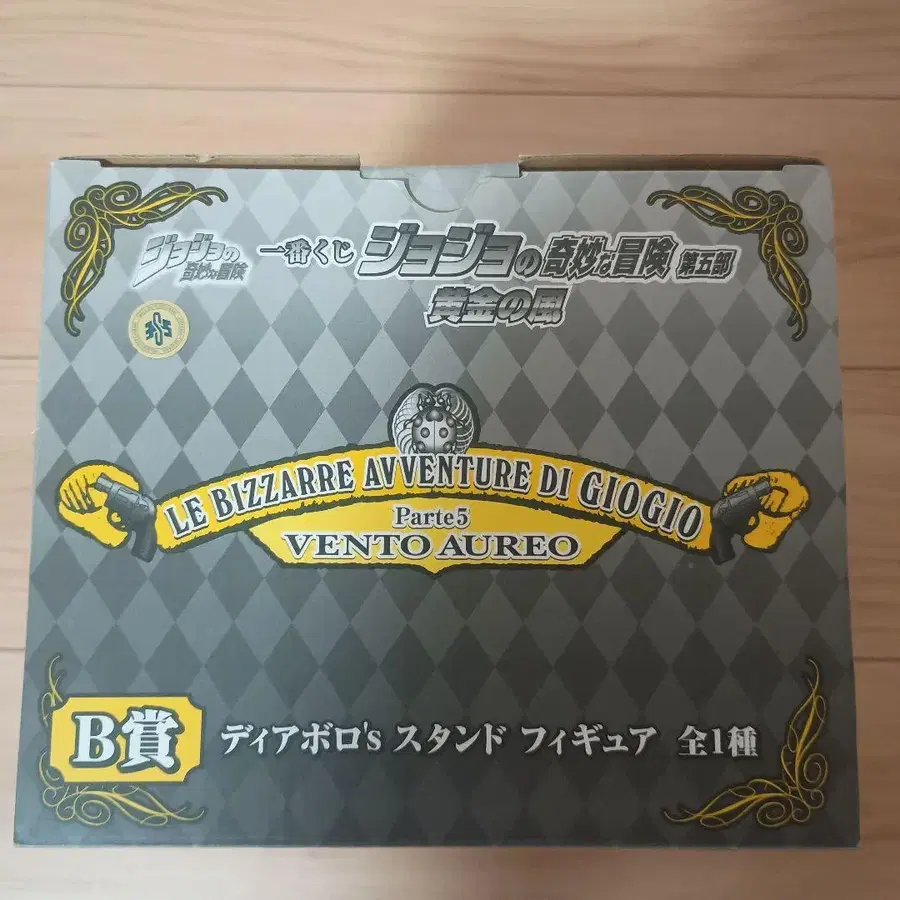 ジョジョの
奇妙な冒険
一番くじ ジョジョの奇妙な冒険 第五部
黄金の風
LE BIZZARRE AVVENTURE DI GIOGIO
Parte5
VENTO AUREO
B賞
ディアボロ's スタンド フィギュア 全1種